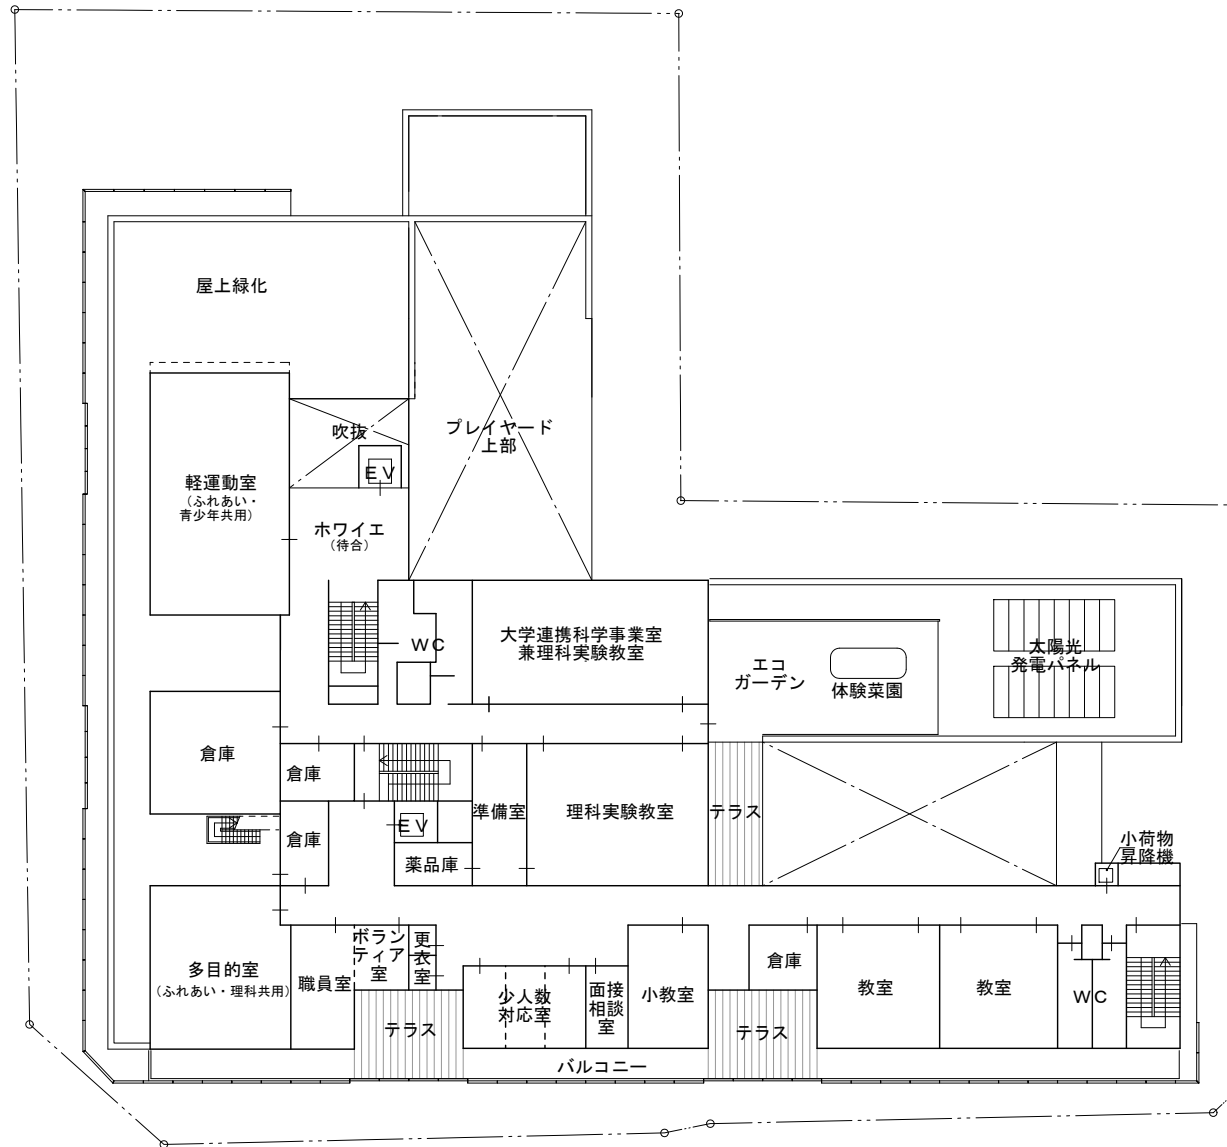 屋上緑化
吹抜
EV
プレイヤード
上部
軽運動室
(ふれあい・
青少年共用)
ホワイエ
(待合)
WC
大学連携科学事業室
兼理科実験教室
エコ
ガーデン
体験菜園
太陽光
発電パネル
倉庫
倉庫
倉庫
EV
薬品庫
準備室
理科実験教室
テラス
小荷物
昇降機
多目的室
(ふれあい・理科共用)
職員室
ボラン
ティア
室
更
衣
室
テラス
少人数
対応室
面接
相談
室
小教室
倉庫
テラス
教室
教室
WC
バルコニー